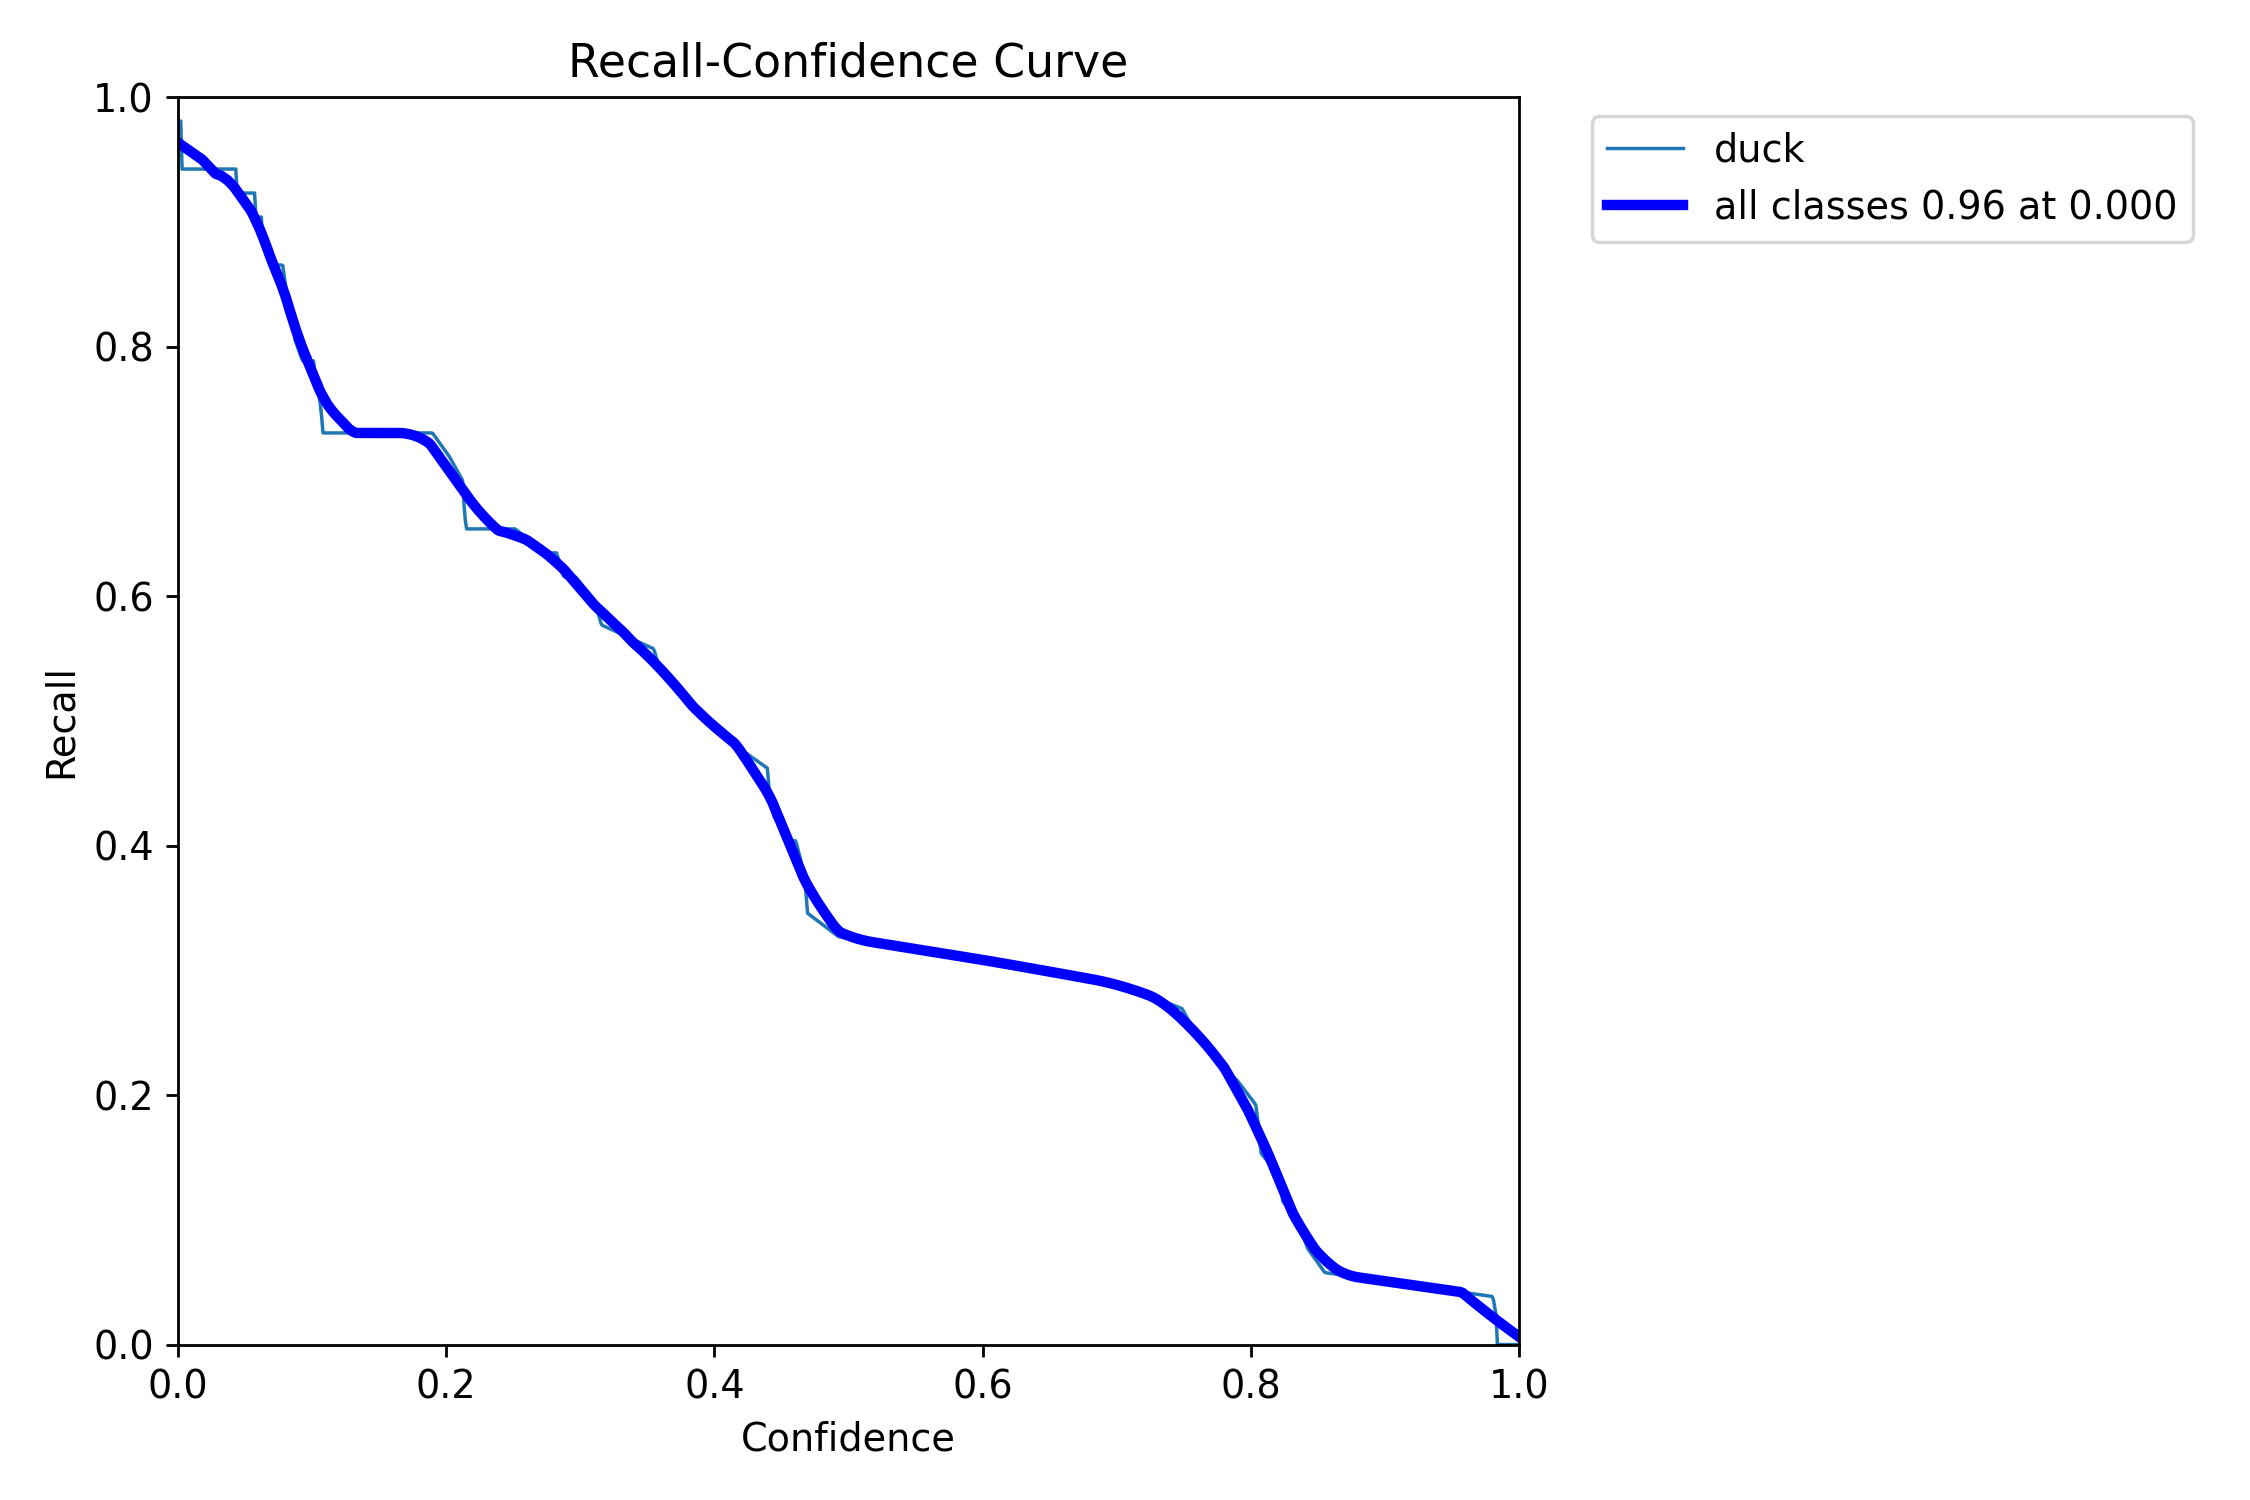 Recall-Confidence Curve
1.0
0.8
0.6
0.4
0.2
0.0
Recall
0.0 0.2 0.4 0.6 0.8 1.0
Confidence
duck
all classes 0.96 at 0.000